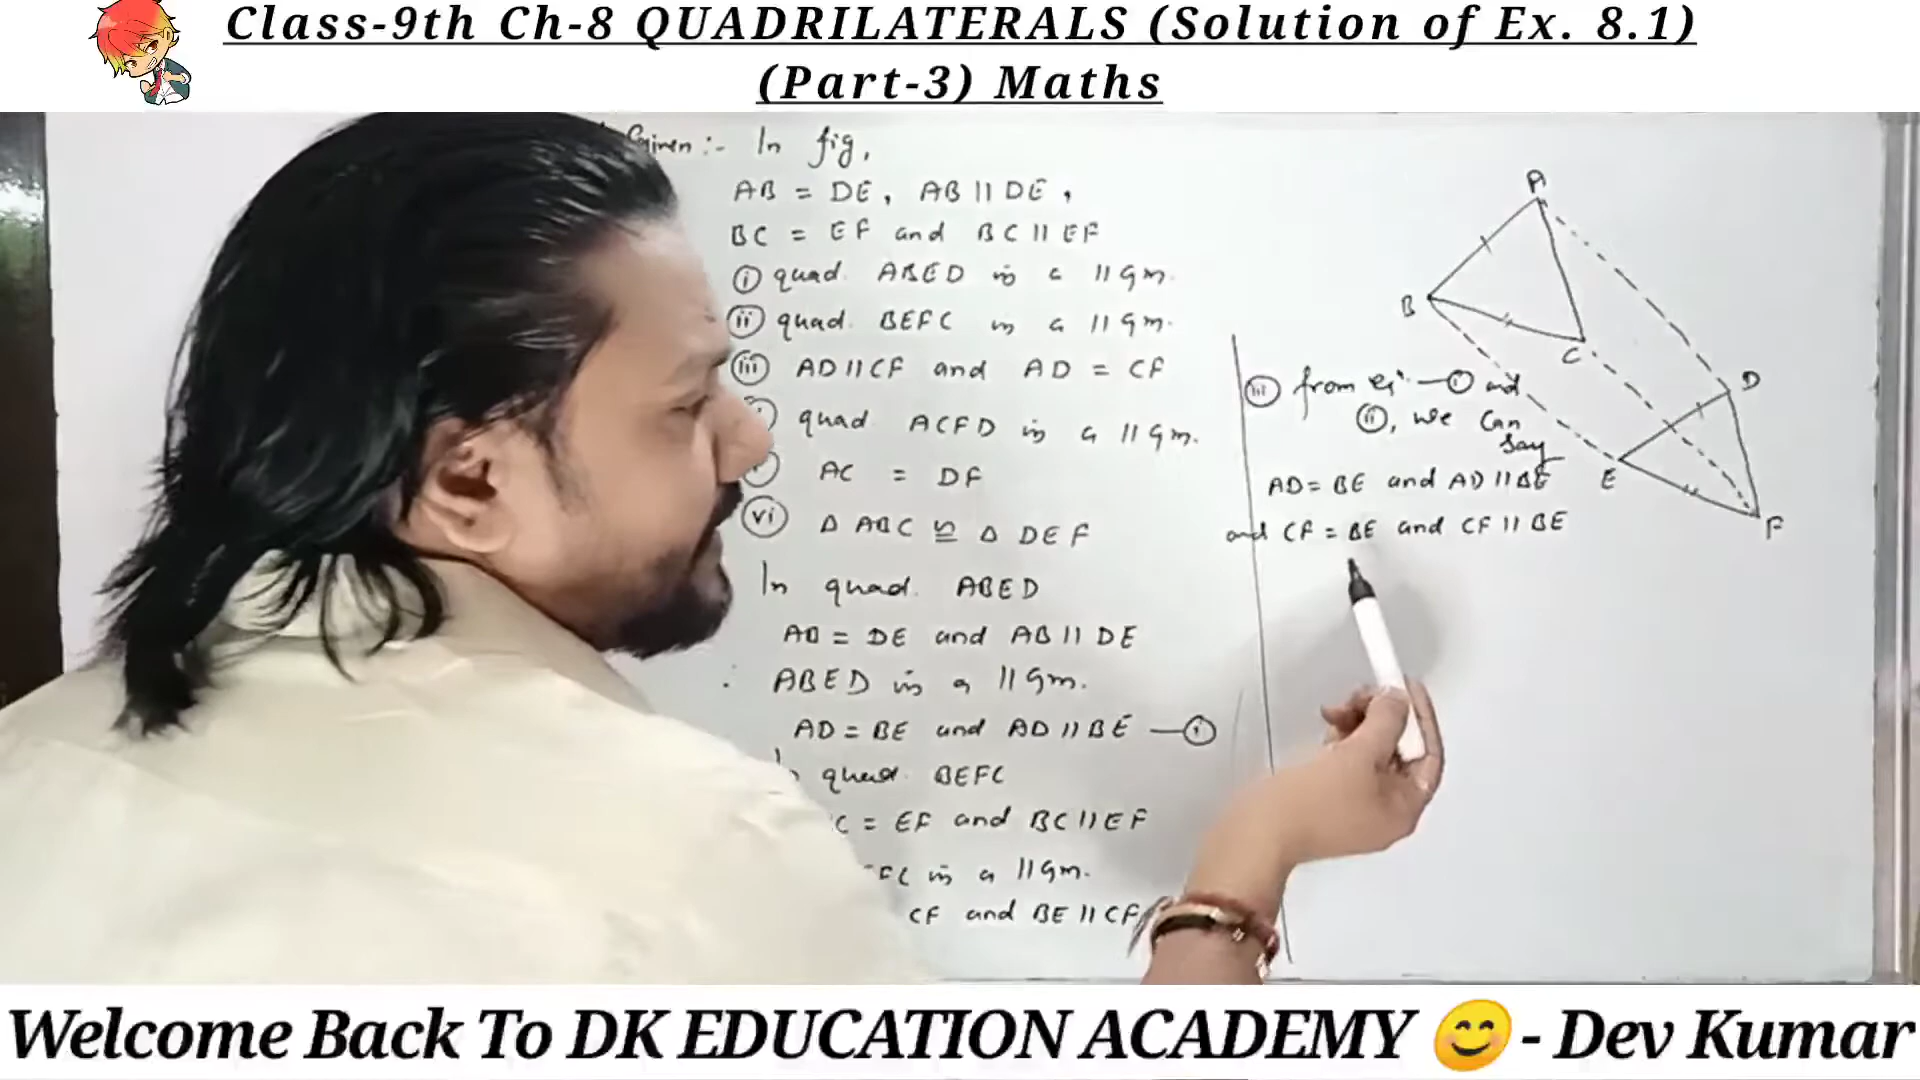 Class-9th Ch-8 QUADRILATERALS (Solution of Ex. 8.1)
(Part-3) Maths
Given :- In fig,
AB = DE, AB || DE,
BC = EF and BC || EF
(i) quad. ABED is a ||gm.
(ii) quad. BEFC is a ||gm.
(iii) AD || CF and AD = CF
quad ACFD is a ||gm.
AC = DF
(vi) Δ ABC ≅ Δ DEF
In quad. ABED
AB = DE and AB || DE
ABED is a ||gm.
AD = BE and AD || BE —(i)
quad. BEFC
C = EF and BC || EF
FC is a ||gm.
CF and BE || CF
A
B
C
D
E
F
(iii) from eqn —(i) and
(ii), we can
say
AD = BE and AD || BE
and CF = BE and CF || BE
Welcome Back To DK EDUCATION ACADEMY 😊 - Dev Kumar